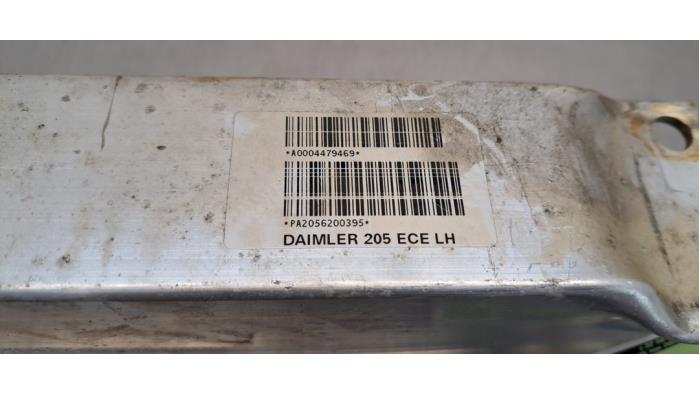 *A0004479469*
*PA2056200395*
DAIMLER 205 ECE LH